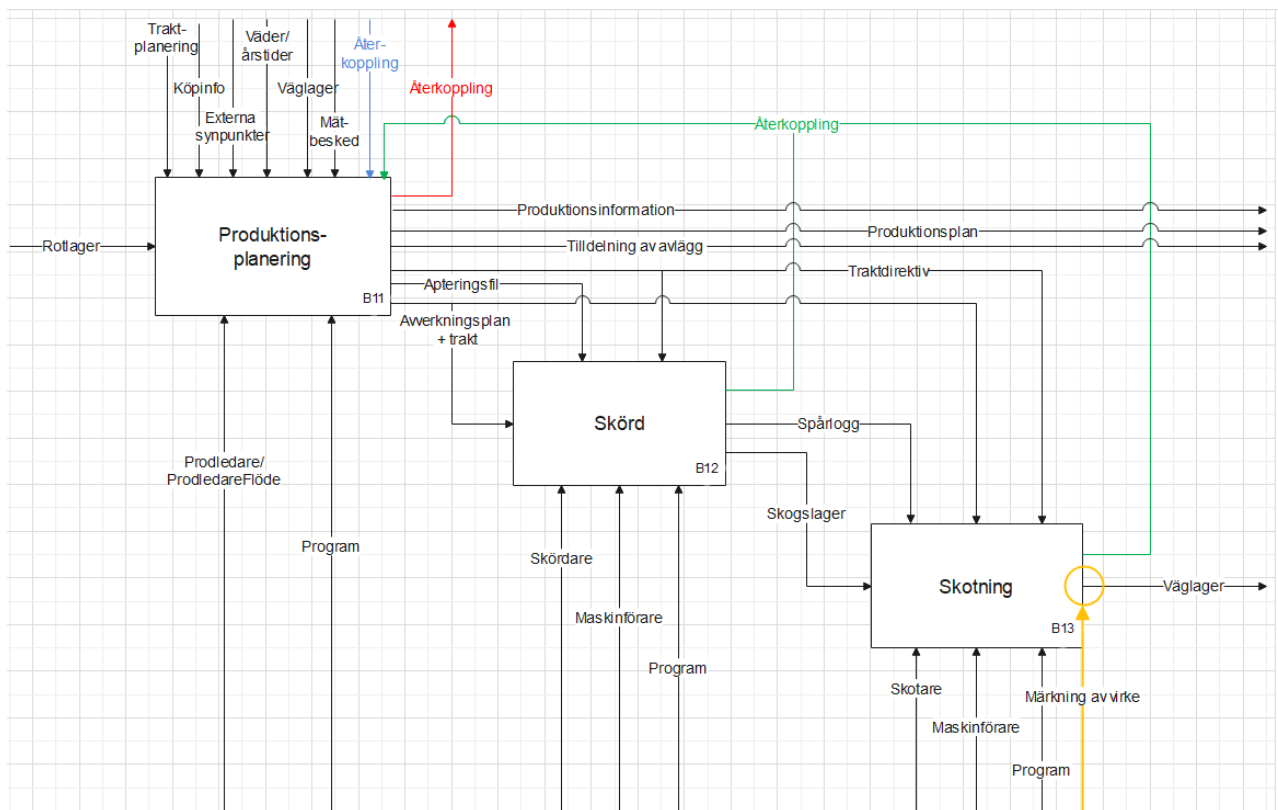 Trakt-
planering
Köpinfo
Externa
synpunkter
Väder/
årstider
Väglager
Mät-
besked
Åter-
koppling
Återkoppling
Återkoppling
Rotlager
Produktions-
planering
B11
Produktionsinformation
Produktionsplan
Tilldelning av avlägg
Traktdirektiv
Apteringsfil
Avverkningsplan
+ trakt
Skörd
B12
Spårlogg
Skogslager
Prodledare/
ProdledareFlöde
Program
Skördare
Maskinförare
Program
Skotning
B13
Väglager
Skotare
Maskinförare
Program
Märkning av virke